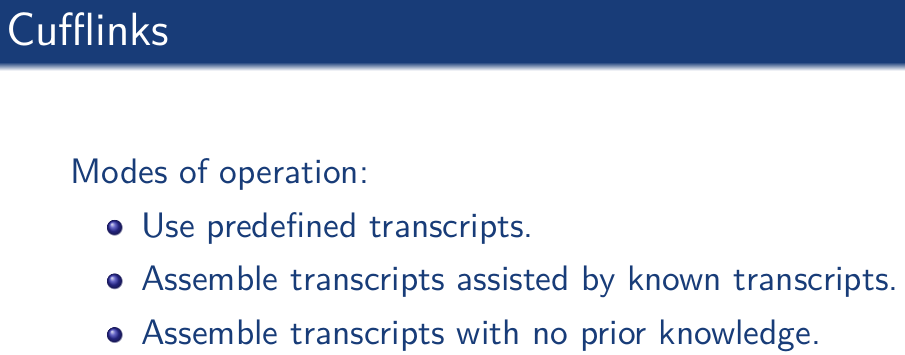 Cufflinks
Modes of operation:
Use predefined transcripts.
Assemble transcripts assisted by known transcripts.
Assemble transcripts with no prior knowledge.